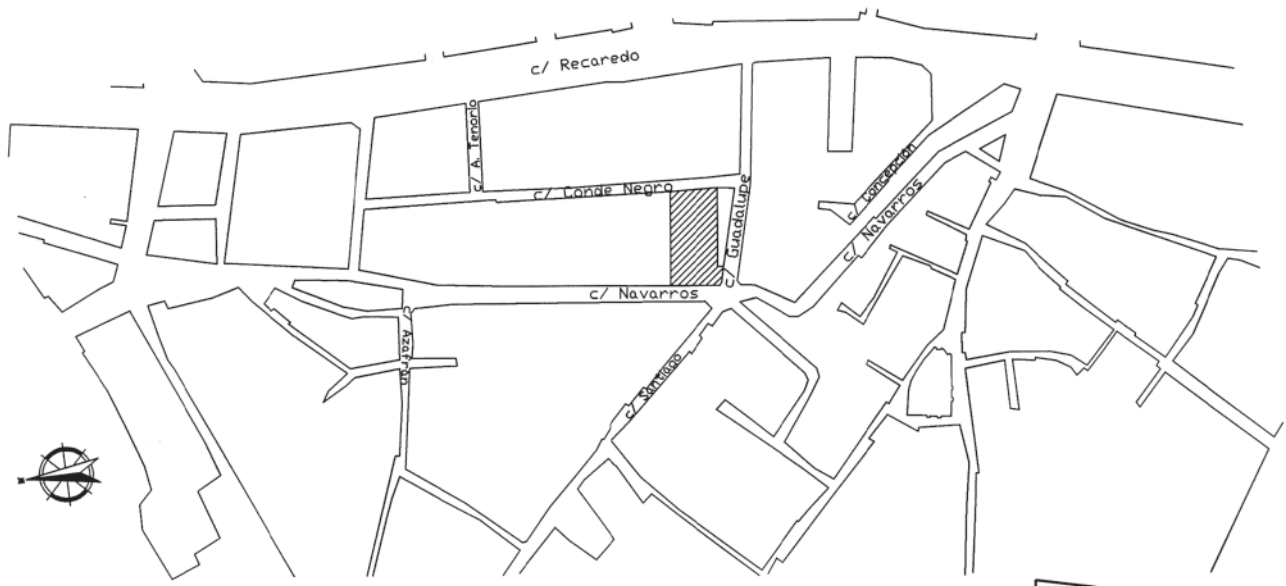 c/ Recaredo
c/ A. Tenorio
c/ Conde Negro
c/ Guadalupe
c/ Concepción
c/ Navarros
c/ Navarros
c/ Azafrán
c/ Santiago